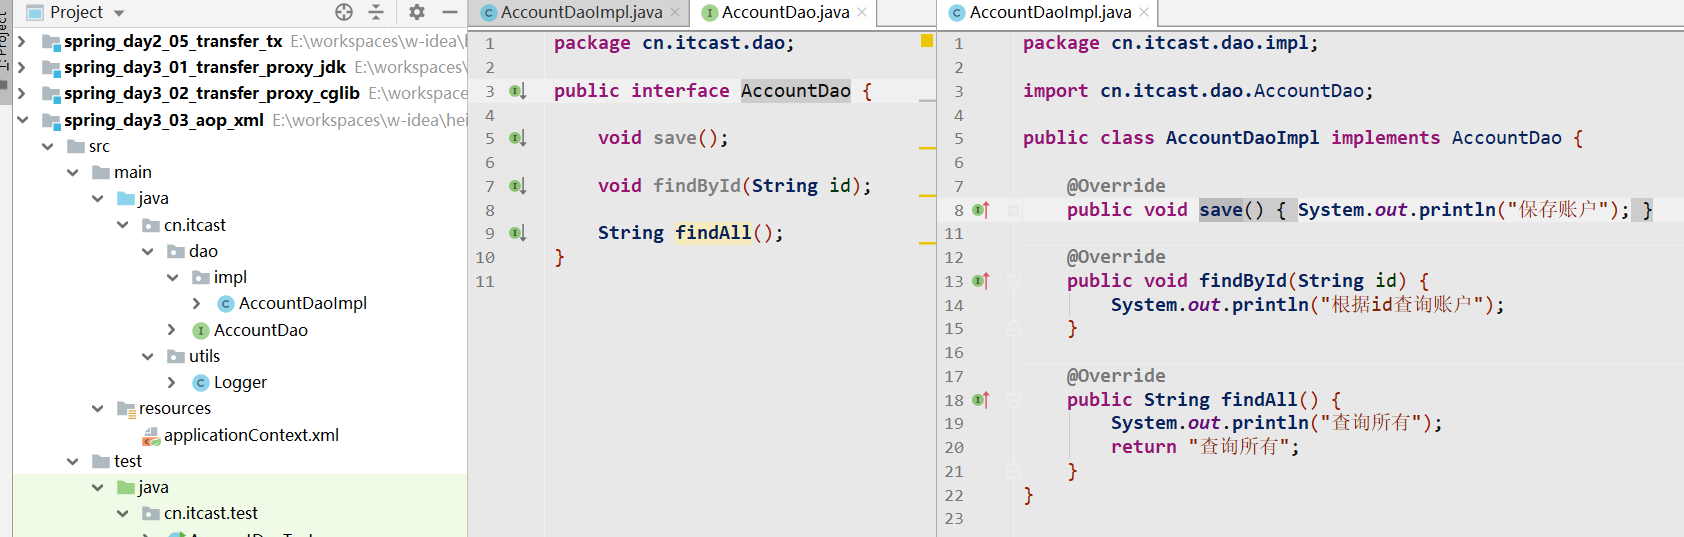 1: Project
Project
spring_day2_05_transfer_tx E:\workspaces\w-idea\
spring_day3_01_transfer_proxy_jdk E:\workspaces\
spring_day3_02_transfer_proxy_cglib E:\workspace
spring_day3_03_aop_xml E:\workspaces\w-idea\hei
src
main
java
cn.itcast
dao
impl
AccountDaoImpl
AccountDao
utils
Logger
resources
applicationContext.xml
test
java
cn.itcast.test
AccountDaoImpl.java
AccountDao.java
1 package cn.itcast.dao;
2
3 public interface AccountDao {
4
5 void save();
6
7 void findById(String id);
8
9 String findAll();
10 }
11
AccountDaoImpl.java
1 package cn.itcast.dao.impl;
2
3 import cn.itcast.dao.AccountDao;
4
5 public class AccountDaoImpl implements AccountDao {
6
7 @Override
8 public void save() { System.out.println("保存账户"); }
11
12 @Override
13 public void findById(String id) {
14 System.out.println("根据id查询账户");
15 }
16
17 @Override
18 public String findAll() {
19 System.out.println("查询所有");
20 return "查询所有";
21 }
22 }
23